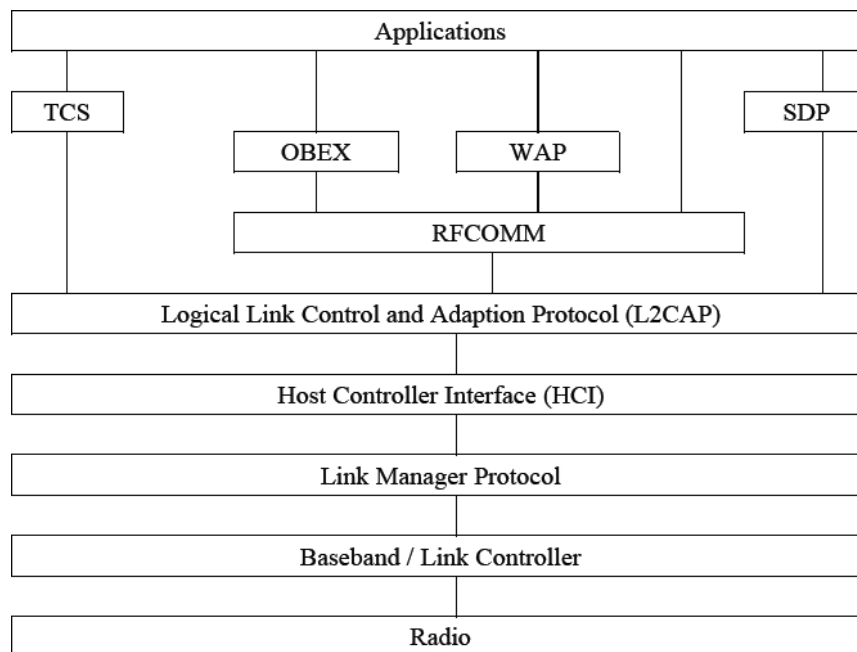 Applications
TCS
SDP
OBEX
WAP
RFCOMM
Logical Link Control and Adaption Protocol (L2CAP)
Host Controller Interface (HCI)
Link Manager Protocol
Baseband / Link Controller
Radio